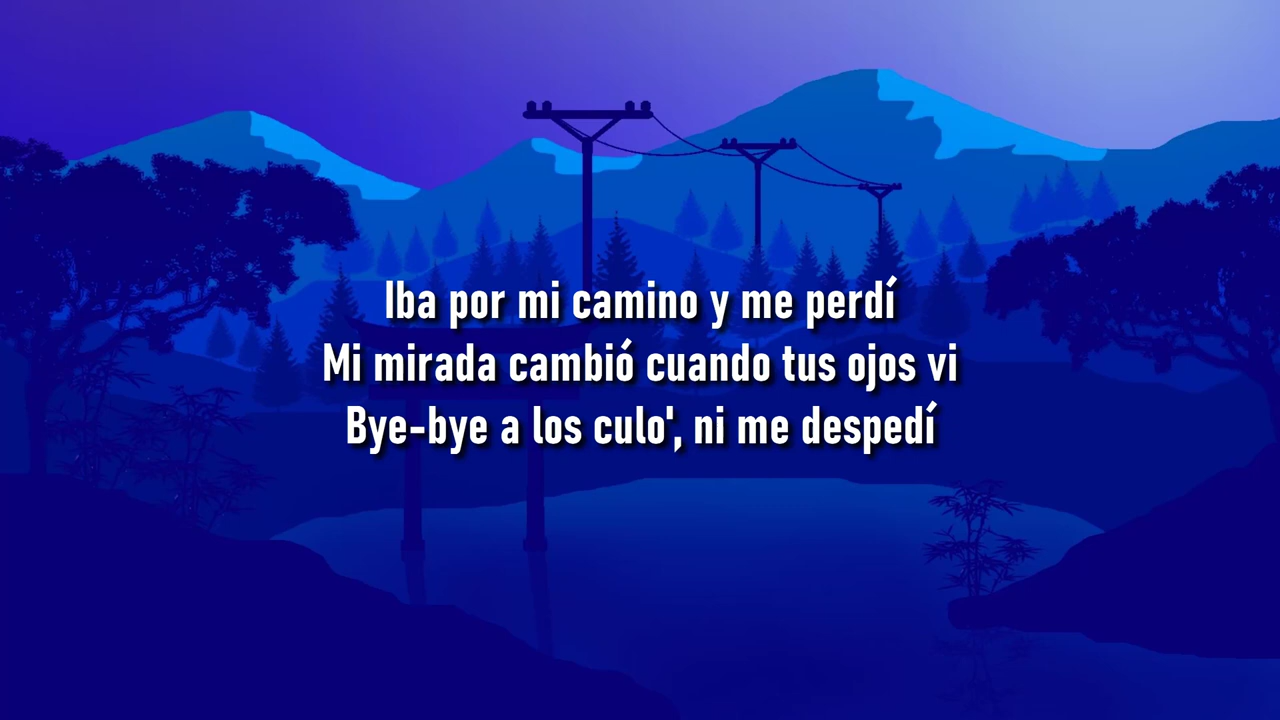 Iba por mi camino y me perdí
Mi mirada cambió cuando tus ojos vi
Bye-bye a los culo', ni me despedí